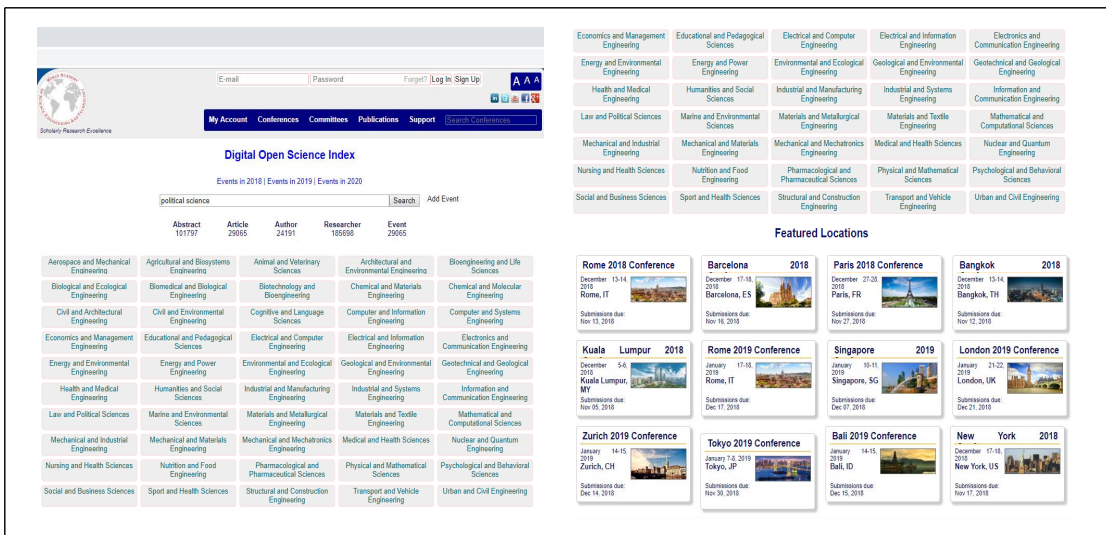 E-mail
Password
Forget?
Log In
Sign Up
A A A
Scholarly Research Excellence
My Account Conferences Committees Publications Support Search Conferences
Digital Open Science Index
Events in 2018 | Events in 2019 | Events in 2020
political science
Search
Add Event
Abstract Article Author Researcher Event
101797 29065 24191 185698 29065
Aerospace and Mechanical Engineering
Agricultural and Biosystems Engineering
Animal and Veterinary Sciences
Architectural and Environmental Engineering
Bioengineering and Life Sciences
Biological and Ecological Engineering
Biomedical and Biological Engineering
Biotechnology and Bioengineering
Chemical and Materials Engineering
Chemical and Molecular Engineering
Civil and Architectural Engineering
Civil and Environmental Engineering
Cognitive and Language Sciences
Computer and Information Engineering
Computer and Systems Engineering
Economics and Management Engineering
Educational and Pedagogical Sciences
Electrical and Computer Engineering
Electrical and Information Engineering
Electronics and Communication Engineering
Energy and Environmental Engineering
Energy and Power Engineering
Environmental and Ecological Engineering
Geological and Environmental Engineering
Geotechnical and Geological Engineering
Health and Medical Engineering
Humanities and Social Sciences
Industrial and Manufacturing Engineering
Industrial and Systems Engineering
Information and Communication Engineering
Law and Political Sciences
Marine and Environmental Sciences
Materials and Metallurgical Engineering
Materials and Textile Engineering
Mathematical and Computational Sciences
Mechanical and Industrial Engineering
Mechanical and Materials Engineering
Mechanical and Mechatronics Engineering
Medical and Health Sciences
Nuclear and Quantum Engineering
Nursing and Health Sciences
Nutrition and Food Engineering
Pharmacological and Pharmaceutical Sciences
Physical and Mathematical Sciences
Psychological and Behavioral Sciences
Social and Business Sciences
Sport and Health Sciences
Structural and Construction Engineering
Transport and Vehicle Engineering
Urban and Civil Engineering
Economics and Management Engineering
Educational and Pedagogical Sciences
Electrical and Computer Engineering
Electrical and Information Engineering
Electronics and Communication Engineering
Energy and Environmental Engineering
Energy and Power Engineering
Environmental and Ecological Engineering
Geological and Environmental Engineering
Geotechnical and Geological Engineering
Health and Medical Engineering
Humanities and Social Sciences
Industrial and Manufacturing Engineering
Industrial and Systems Engineering
Information and Communication Engineering
Law and Political Sciences
Marine and Environmental Sciences
Materials and Metallurgical Engineering
Materials and Textile Engineering
Mathematical and Computational Sciences
Mechanical and Industrial Engineering
Mechanical and Materials Engineering
Mechanical and Mechatronics Engineering
Medical and Health Sciences
Nuclear and Quantum Engineering
Nursing and Health Sciences
Nutrition and Food Engineering
Pharmacological and Pharmaceutical Sciences
Physical and Mathematical Sciences
Psychological and Behavioral Sciences
Social and Business Sciences
Sport and Health Sciences
Structural and Construction Engineering
Transport and Vehicle Engineering
Urban and Civil Engineering
Featured Locations
Rome 2018 Conference
December 13-14, 2018
Rome, IT
Submissions due:
Nov 13, 2018
Barcelona 2018
December 17-18, 2018
Barcelona, ES
Submissions due:
Nov 16, 2018
Paris 2018 Conference
December 27-28, 2018
Paris, FR
Submissions due:
Nov 27, 2018
Bangkok 2018
December 13-14, 2018
Bangkok, TH
Submissions due:
Nov 12, 2018
Kuala Lumpur 2018
December 5-6, 2018
Kuala Lumpur, MY
Submissions due:
Nov 05, 2018
Rome 2019 Conference
January 17-18, 2019
Rome, IT
Submissions due:
Dec 17, 2018
Singapore 2019
January 10-11, 2019
Singapore, SG
Submissions due:
Dec 07, 2018
London 2019 Conference
January 21-22, 2019
London, UK
Submissions due:
Dec 21, 2018
Zurich 2019 Conference
January 14-15, 2019
Zurich, CH
Submissions due:
Dec 14, 2018
Tokyo 2019 Conference
January 7-8, 2019
Tokyo, JP
Submissions due:
Nov 30, 2018
Bali 2019 Conference
January 14-15, 2019
Bali, ID
Submissions due:
Dec 15, 2018
New York 2018
December 17-18, 2018
New York, US
Submissions due:
Nov 17, 2018